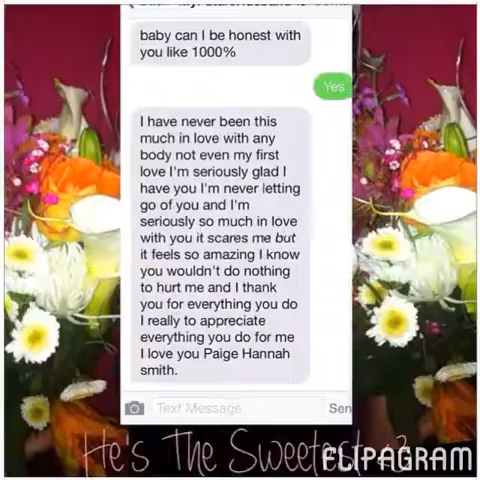 baby can I be honest with
you like 1000%
Yes
I have never been this
much in love with any
body not even my first
love I'm seriously glad I
have you I'm never letting
go of you and I'm
seriously so much in love
with you it scares me but
it feels so amazing I know
you wouldn't do nothing
to hurt me and I thank
you for everything you do
I really to appreciate
everything you do for me
I love you Paige Hannah
smith.
Text Message
Sen
He's The Sweetest <3
FLIPAGRAM